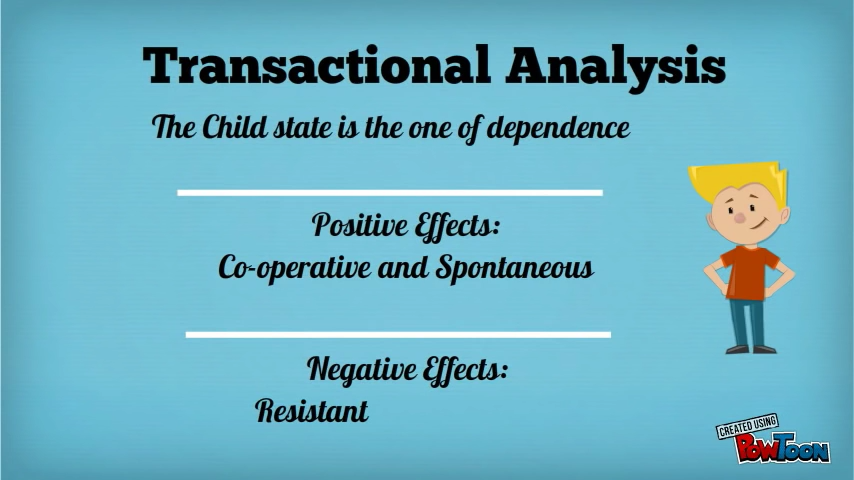 Transactional Analysis
The Child state is the one of dependence
Positive Effects:
Co-operative and Spontaneous
Negative Effects:
Resistant
CREATED USING
PowToon